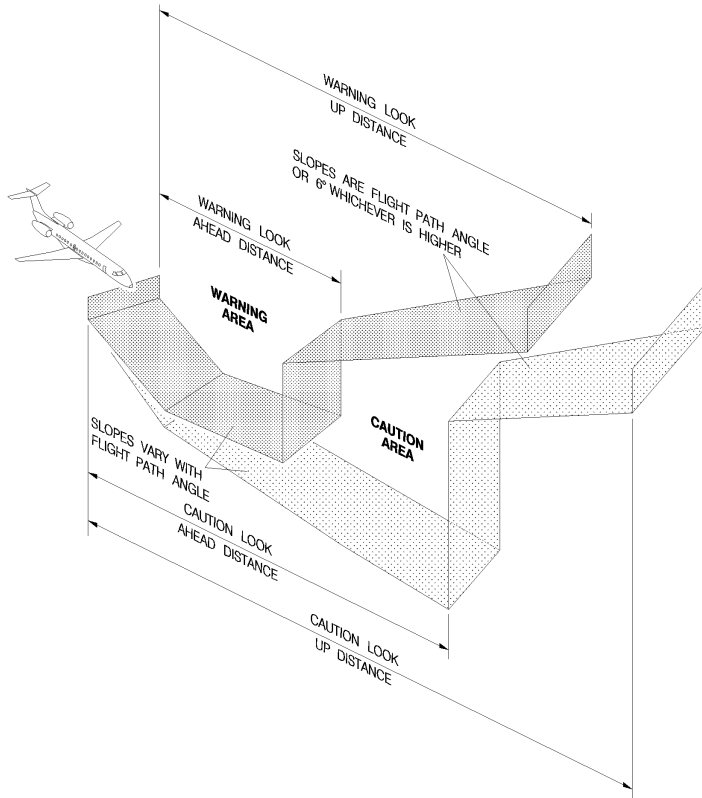 WARNING LOOK
UP DISTANCE
SLOPES ARE FLIGHT PATH ANGLE
OR 6° WHICHEVER IS HIGHER
WARNING LOOK
AHEAD DISTANCE
WARNING
AREA
CAUTION
AREA
SLOPES VARY WITH
FLIGHT PATH ANGLE
CAUTION LOOK
AHEAD DISTANCE
CAUTION LOOK
UP DISTANCE